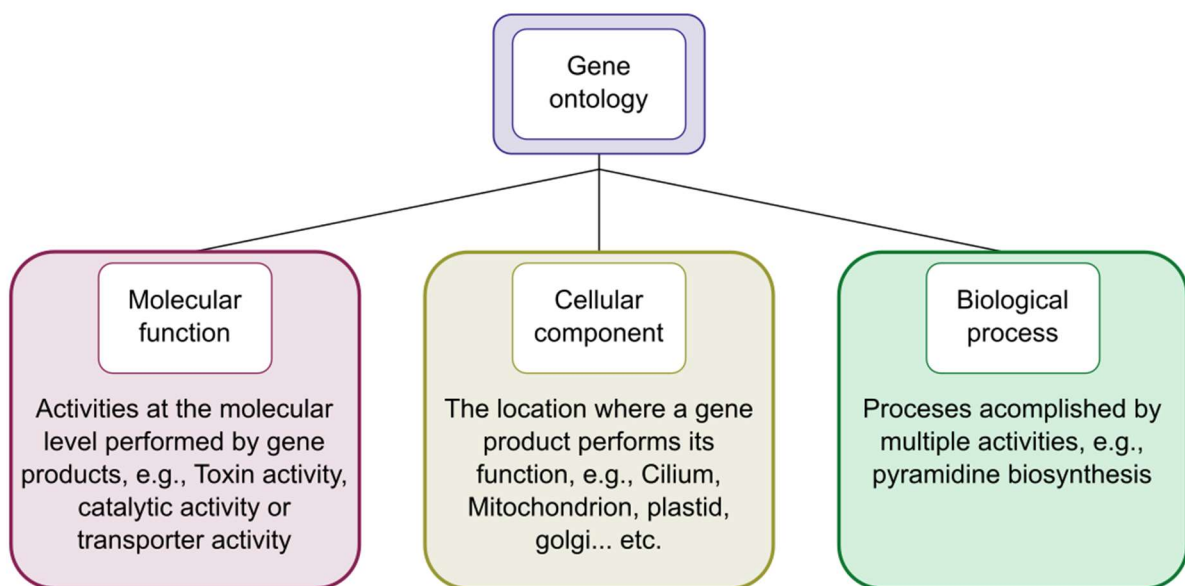 Gene
ontology
Molecular
function
Activities at the molecular
level performed by gene
products, e.g., Toxin activity,
catalytic activity or
transporter activity
Cellular
component
The location where a gene
product performs its
function, e.g., Cilium,
Mitochondrion, plastid,
golgi... etc.
Biological
process
Proceses acomplished by
multiple activities, e.g.,
pyramidine biosynthesis